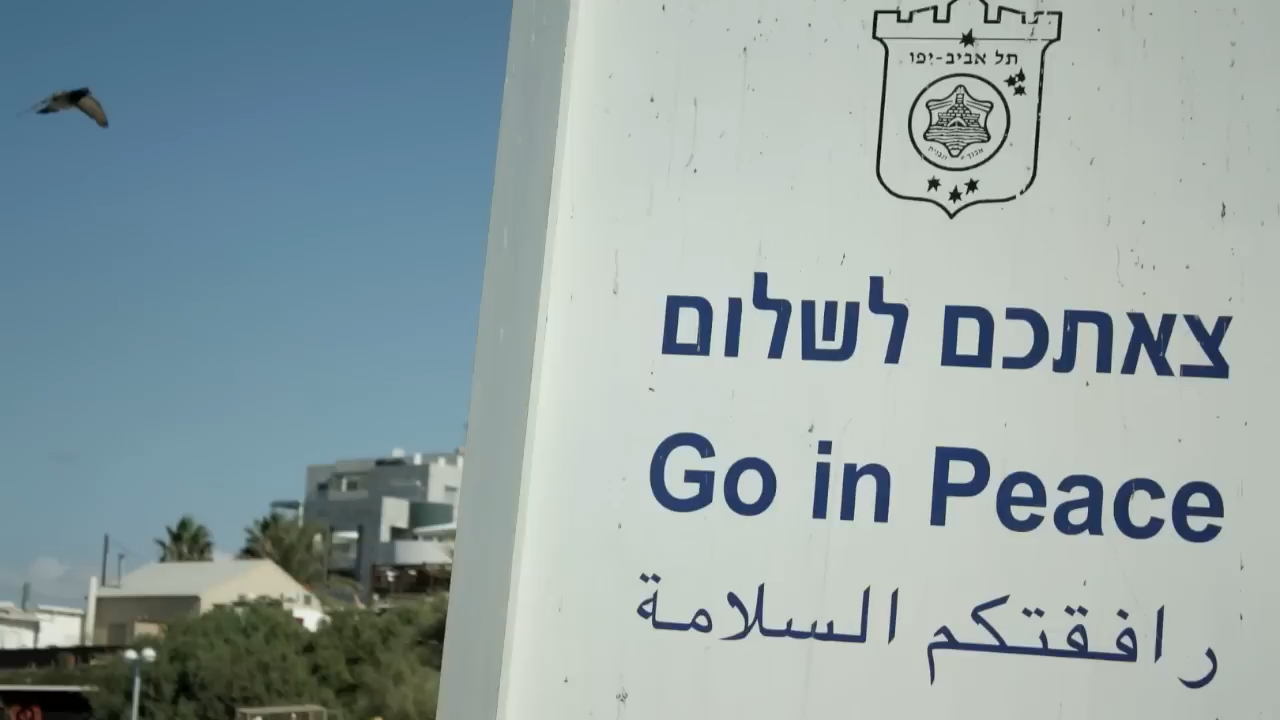 תל אביב-יפו
צאתכם לשלום
Go in Peace
رافقتكم السلامة